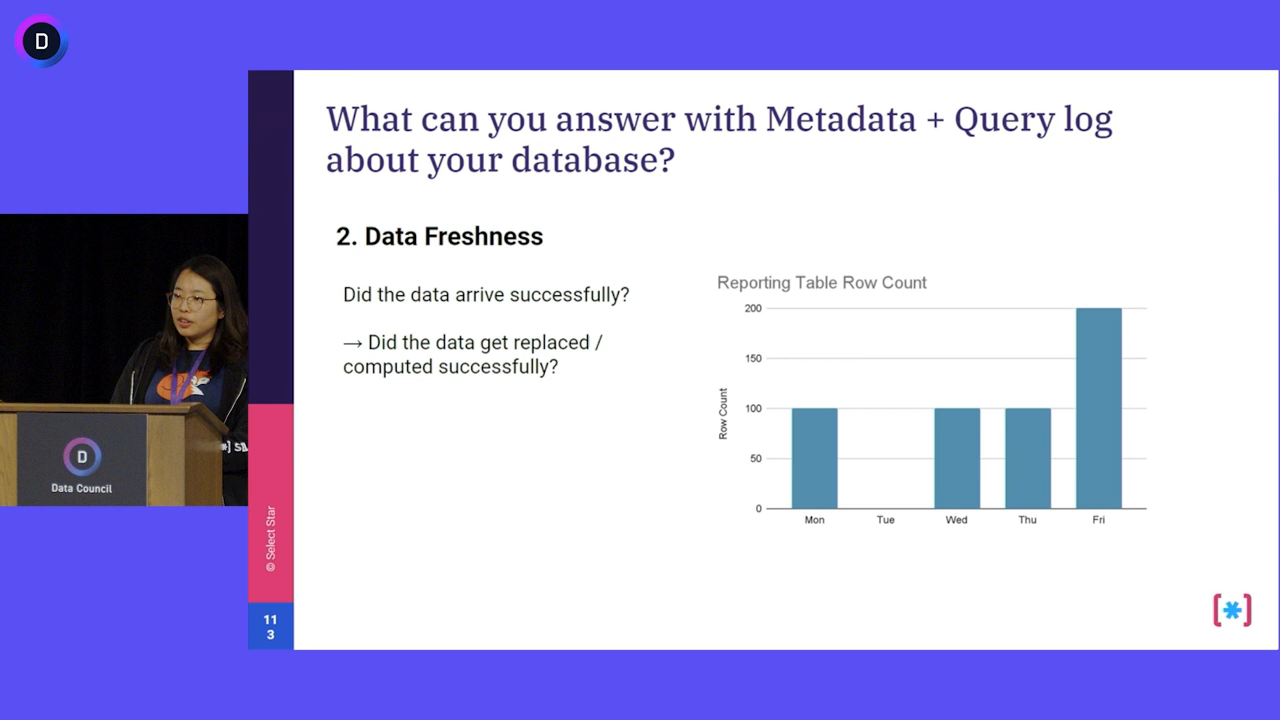 D
What can you answer with Metadata + Query log
about your database?
2. Data Freshness
Did the data arrive successfully?
→ Did the data get replaced /
computed successfully?
Reporting Table Row Count
200
150
100
50
0
Row Count
Mon
Tue
Wed
Thu
Fri
D
Data Council
© Select Star
11
3
[*]